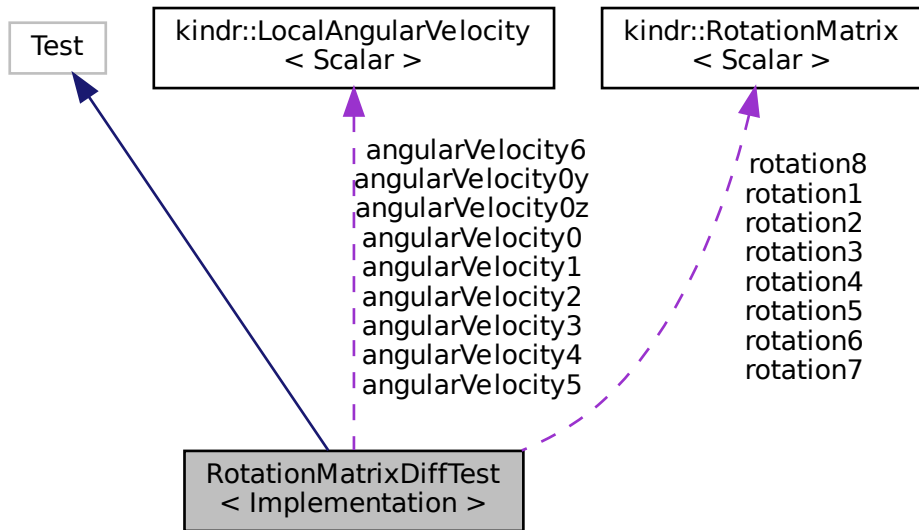 Test
kindr::LocalAngularVelocity
< Scalar >
kindr::RotationMatrix
< Scalar >
angularVelocity6
angularVelocity0y
angularVelocity0z
angularVelocity0
angularVelocity1
angularVelocity2
angularVelocity3
angularVelocity4
angularVelocity5
rotation8
rotation1
rotation2
rotation3
rotation4
rotation5
rotation6
rotation7
RotationMatrixDiffTest
< Implementation >